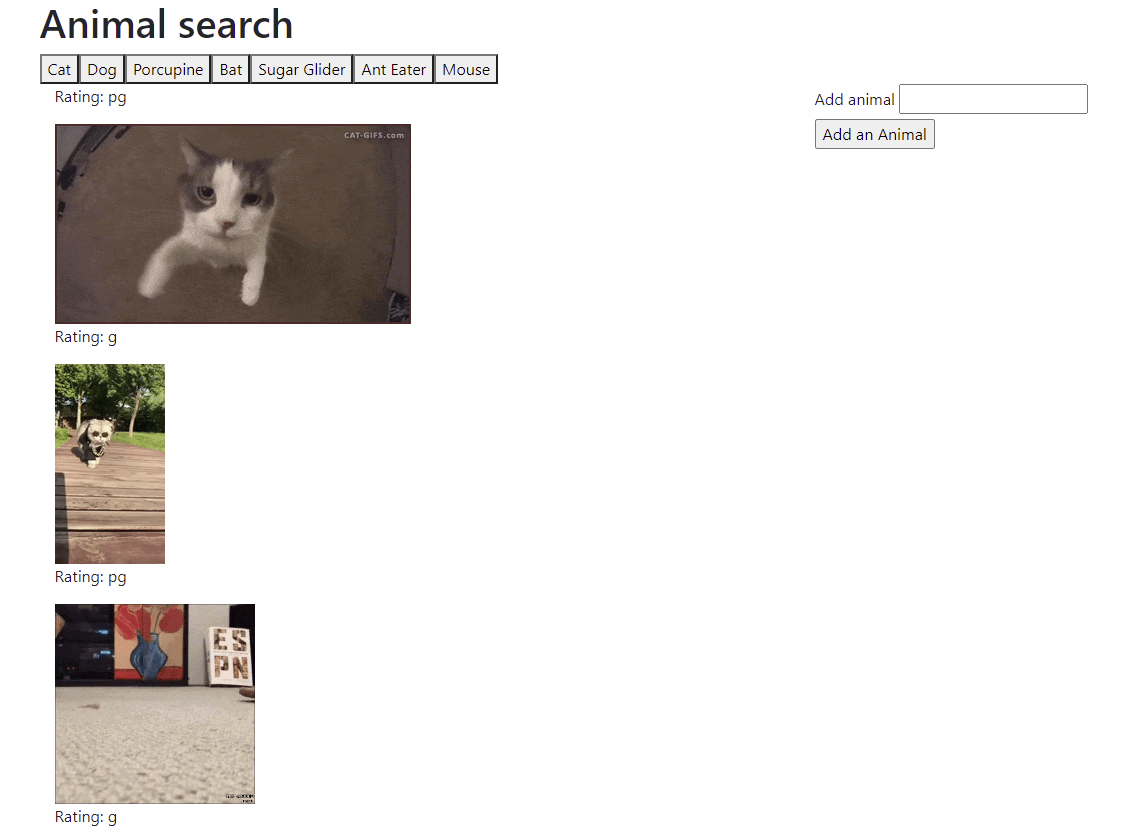 Animal search
Cat Dog Porcupine Bat Sugar Glider Ant Eater Mouse
Rating: pg
Add animal
Add an Animal
CAT-GIFS.com
Rating: g
Rating: pg
ES
PN
Rating: g